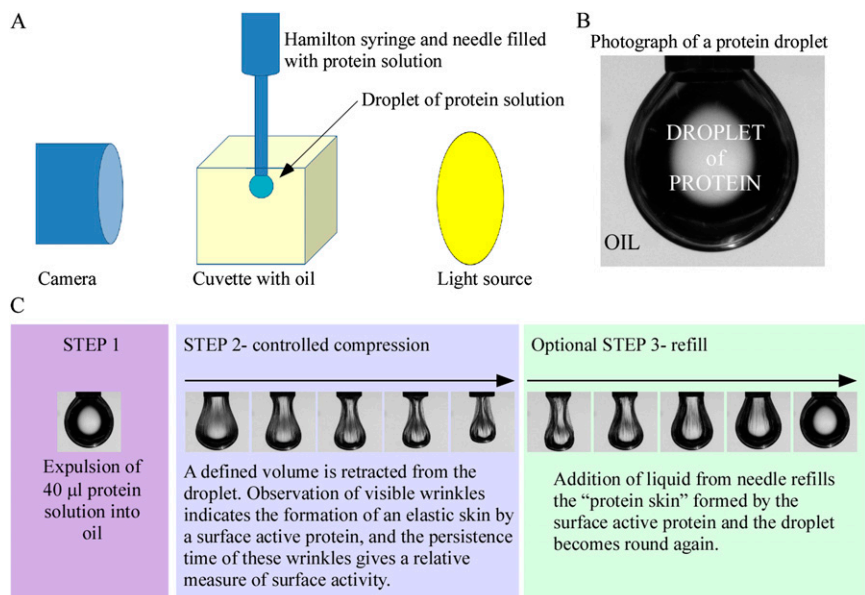 A
Hamilton syringe and needle filled
with protein solution
Droplet of protein solution
Camera
Cuvette with oil
Light source
B
Photograph of a protein droplet
DROPLET
of
PROTEIN
OIL
C
STEP 1
Expulsion of
40 µl protein
solution into
oil
STEP 2- controlled compression
A defined volume is retracted from the
droplet. Observation of visible wrinkles
indicates the formation of an elastic skin by
a surface active protein, and the persistence
time of these wrinkles gives a relative
measure of surface activity.
Optional STEP 3- refill
Addition of liquid from needle refills
the “protein skin” formed by the
surface active protein and the droplet
becomes round again.